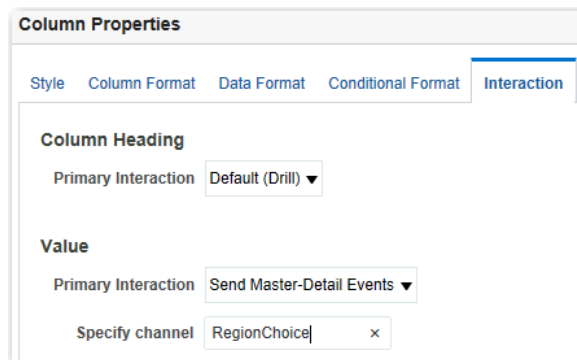 Column Properties
Style Column Format Data Format Conditional Format Interaction
Column Heading
Primary Interaction Default (Drill)
Value
Primary Interaction Send Master-Detail Events
Specify channel RegionChoice ×